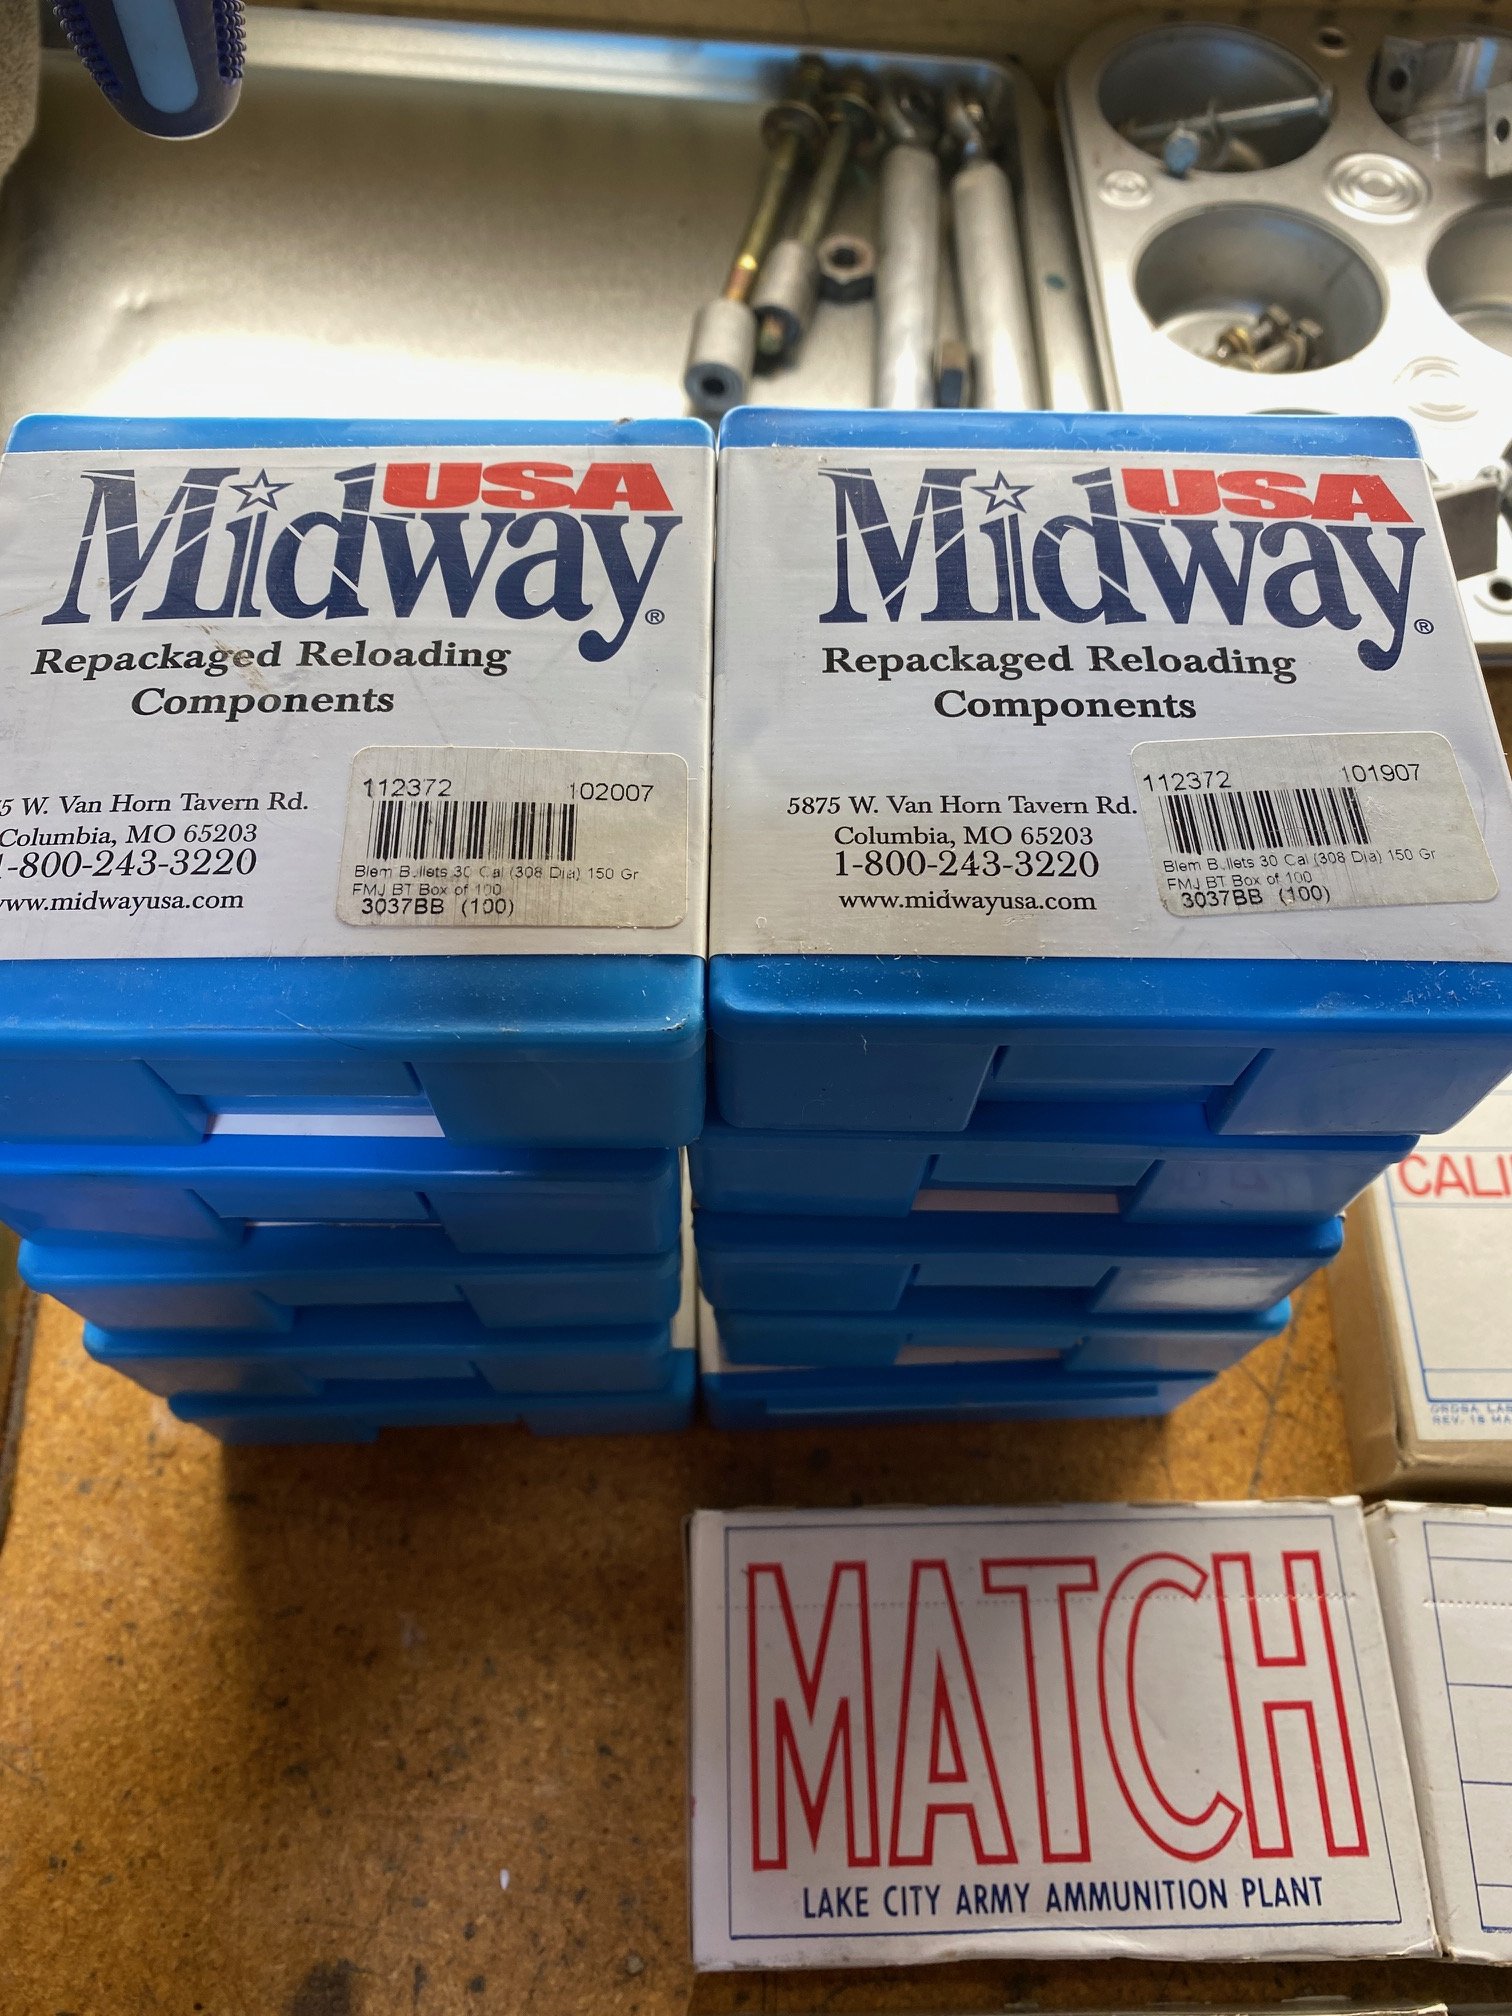 USA
Midway®
Repackaged Reloading
Components
5 W. Van Horn Tavern Rd.
Columbia, MO 65203
1-800-243-3220
www.midwayusa.com
112372 102007
Blem Bullets 30 Cal (308 Dia) 150 Gr
FMJ BT Box of 100
3037BB (100)
USA
Midway®
Repackaged Reloading
Components
5875 W. Van Horn Tavern Rd.
Columbia, MO 65203
1-800-243-3220
www.midwayusa.com
112372 101907
Blem Bullets 30 Cal (308 Dia) 150 Gr
FMJ BT Box of 100
3037BB (100)
CALI
REV. 18 MA
MATCH
LAKE CITY ARMY AMMUNITION PLANT